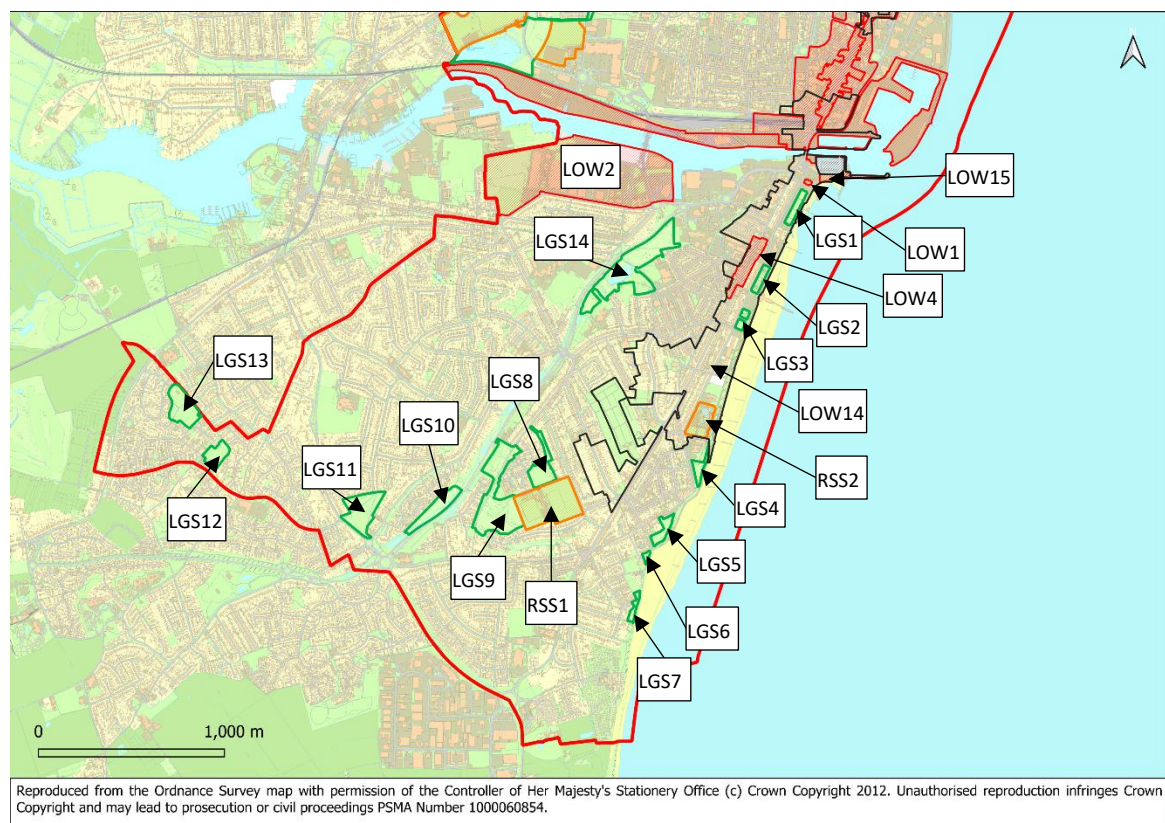 LOW2
LOW15
LGS14
LGS1
LOW1
LOW4
LGS2
LGS13
LGS8
LGS3
LGS10
LOW14
LGS11
RSS2
LGS12
LGS4
LGS9
LGS5
RSS1
LGS6
LGS7
0 1,000 m
Reproduced from the Ordnance Survey map with permission of the Controller of Her Majesty's Stationery Office (c) Crown Copyright 2012. Unauthorised reproduction infringes Crown
Copyright and may lead to prosecution or civil proceedings PSMA Number 1000060854.